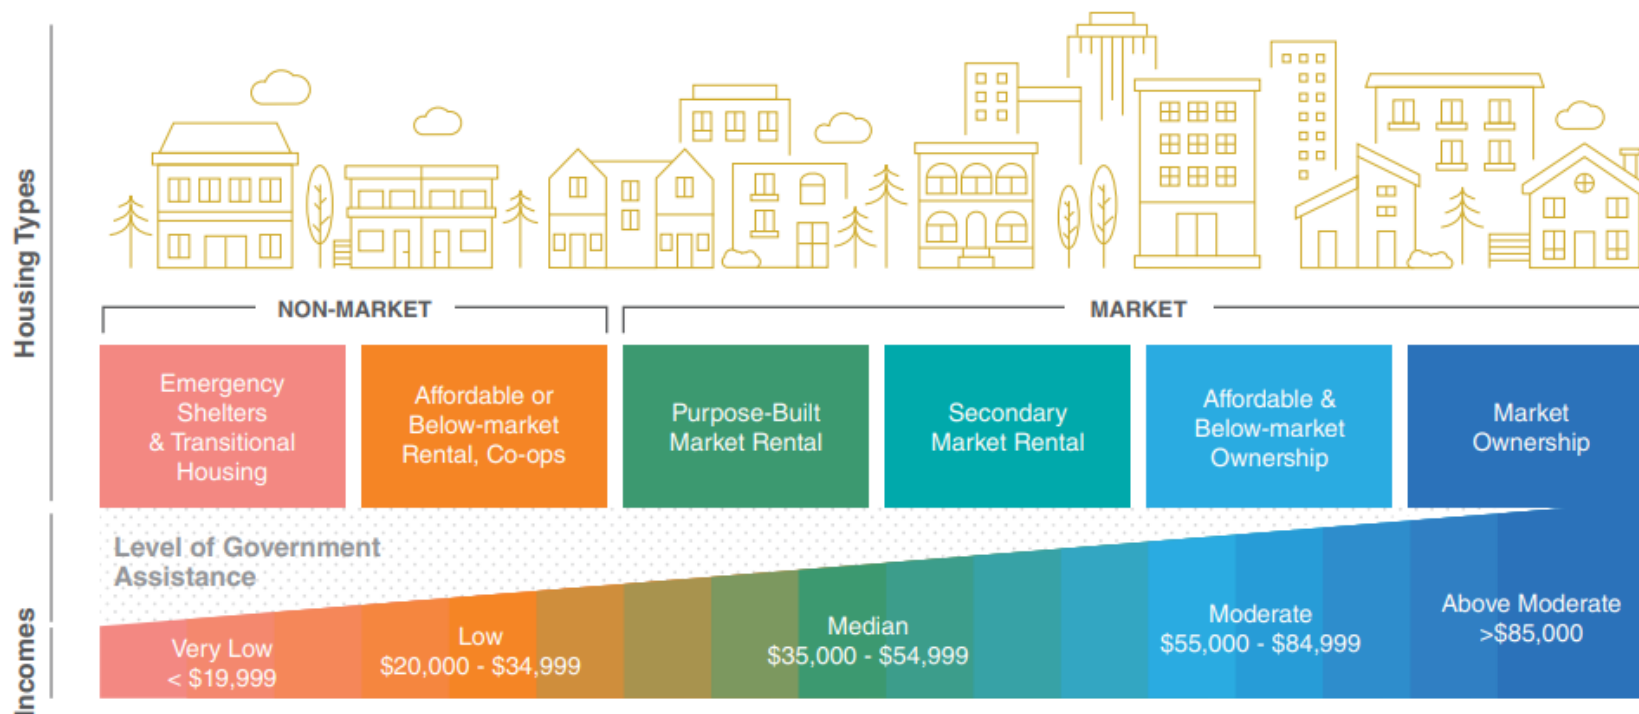 Housing Types
NON-MARKET
MARKET
Emergency
Shelters
& Transitional
Housing
Affordable or
Below-market
Rental, Co-ops
Purpose-Built
Market Rental
Secondary
Market Rental
Affordable &
Below-market
Ownership
Market
Ownership
Level of Government
Assistance
Incomes
Very Low
< $19,999
Low
$20,000 - $34,999
Median
$35,000 - $54,999
Moderate
$55,000 - $84,999
Above Moderate
>$85,000